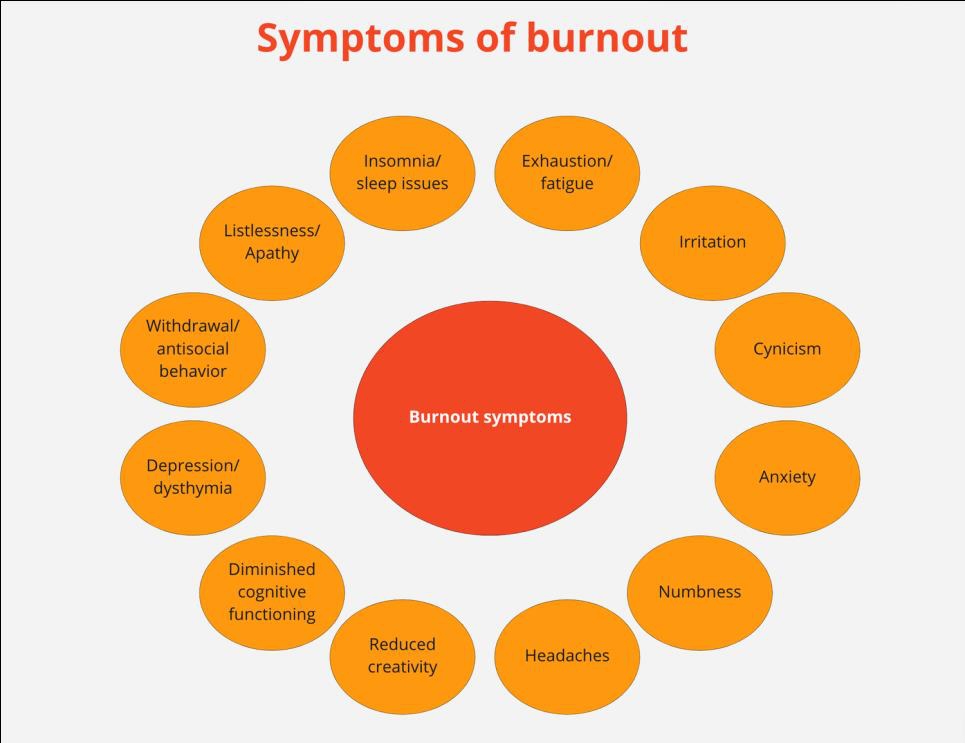 Symptoms of burnout
Insomnia/
sleep issues
Exhaustion/
fatigue
Listlessness/
Apathy
Irritation
Withdrawal/
antisocial
behavior
Cynicism
Burnout symptoms
Depression/
dysthymia
Anxiety
Diminished
cognitive
functioning
Numbness
Reduced
creativity
Headaches